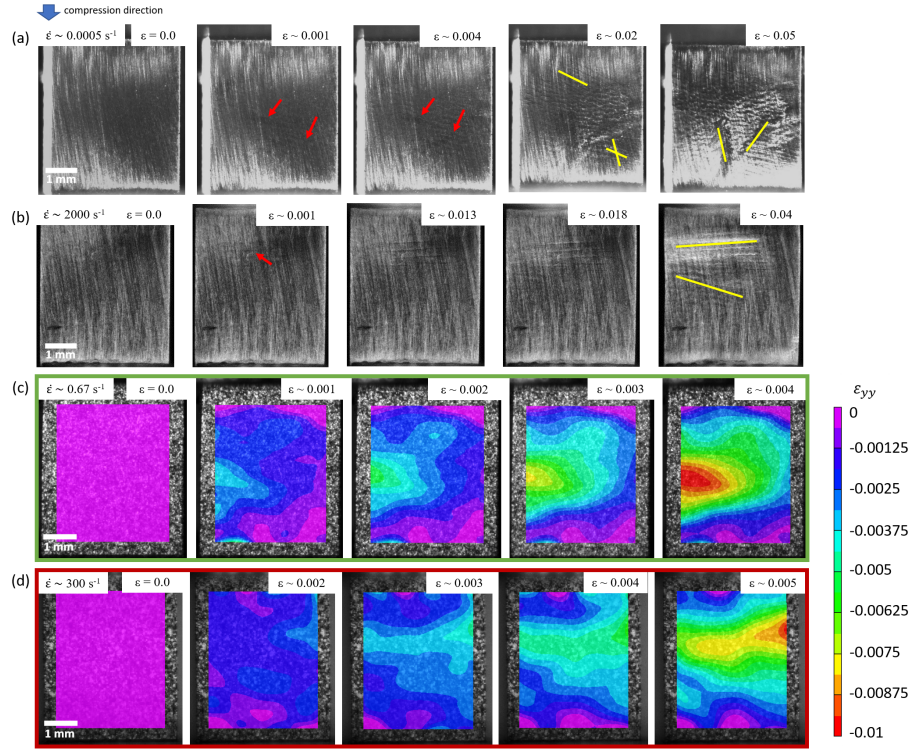 compression direction
(a) ε̇ ~ 0.0005 s⁻¹ ε = 0.0 ε ~ 0.001 ε ~ 0.004 ε ~ 0.02 ε ~ 0.05
1 mm
(b) ε̇ ~ 2000 s⁻¹ ε = 0.0 ε ~ 0.001 ε ~ 0.013 ε ~ 0.018 ε ~ 0.04
1 mm
(c) ε̇ ~ 0.67 s⁻¹ ε = 0.0 ε ~ 0.001 ε ~ 0.002 ε ~ 0.003 ε ~ 0.004
1 mm
(d) ε̇ ~ 300 s⁻¹ ε = 0.0 ε ~ 0.002 ε ~ 0.003 ε ~ 0.004 ε ~ 0.005
1 mm
εyy
0
-0.00125
-0.0025
-0.00375
-0.005
-0.00625
-0.0075
-0.00875
-0.01